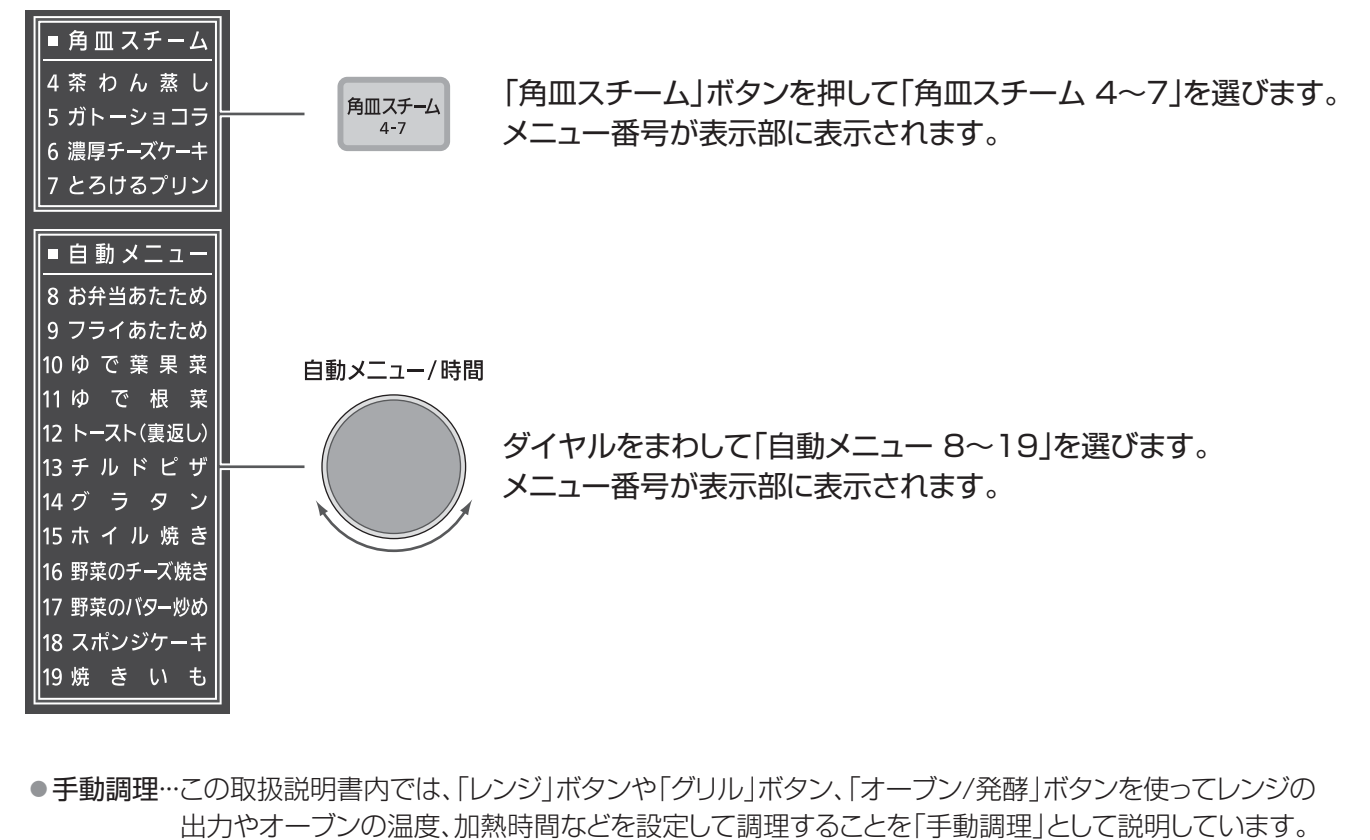 ■角皿スチーム
4 茶わん蒸し
5 ガトーショコラ
6 濃厚チーズケーキ
7 とろけるプリン
角皿スチーム
4-7
「角皿スチーム」ボタンを押して「角皿スチーム 4～7」を選びます。
メニュー番号が表示部に表示されます。
■自動メニュー
8 お弁当あたため
9 フライあたため
10 ゆで葉果菜
11 ゆで根菜
12 トースト(裏返し)
13 チルドピザ
14 グラタン
15 ホイル焼き
16 野菜のチーズ焼き
17 野菜のバター炒め
18 スポンジケーキ
19 焼きいも
自動メニュー/時間
ダイヤルをまわして「自動メニュー 8～19」を選びます。
メニュー番号が表示部に表示されます。
●手動調理…この取扱説明書内では、「レンジ」ボタンや「グリル」ボタン、「オーブン/発酵」ボタンを使ってレンジの
出力やオーブンの温度、加熱時間などを設定して調理することを「手動調理」として説明しています。